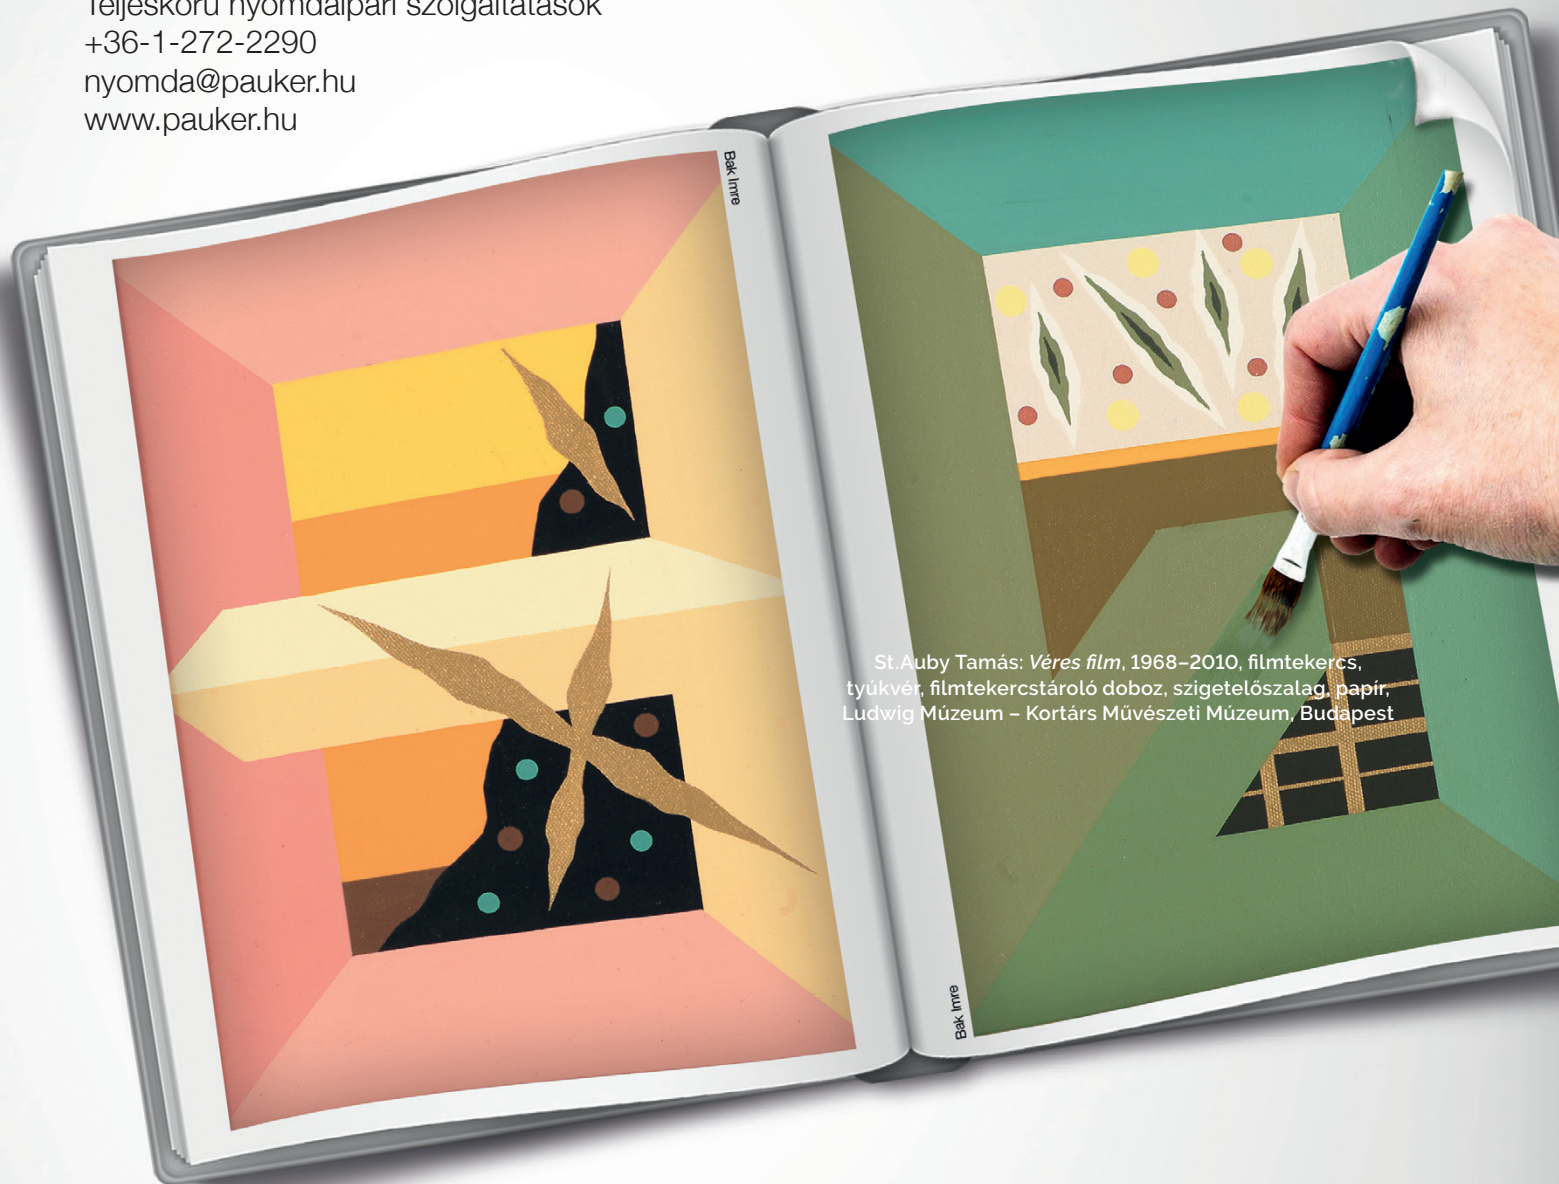 Teljeskörű nyomdaipari szolgáltatások
+36-1-272-2290
nyomda@pauker.hu
www.pauker.hu
Bak Imre
St.Auby Tamás: Véres film, 1968–2010, filmtekercs,
tyúkvér, filmtekercstároló doboz, szigetelőszalag, papír,
Ludwig Múzeum – Kortárs Művészeti Múzeum, Budapest
Bak Imre